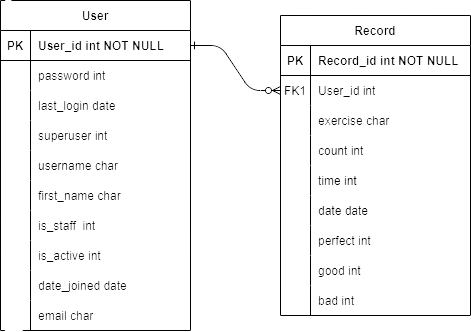 User
PK User_id int NOT NULL
password int
last_login date
superuser int
username char
first_name char
is_staff  int
is_active int
date_joined date
email char
Record
PK Record_id int NOT NULL
FK1 User_id int
exercise char
count int
time int
date date
perfect int
good int
bad int